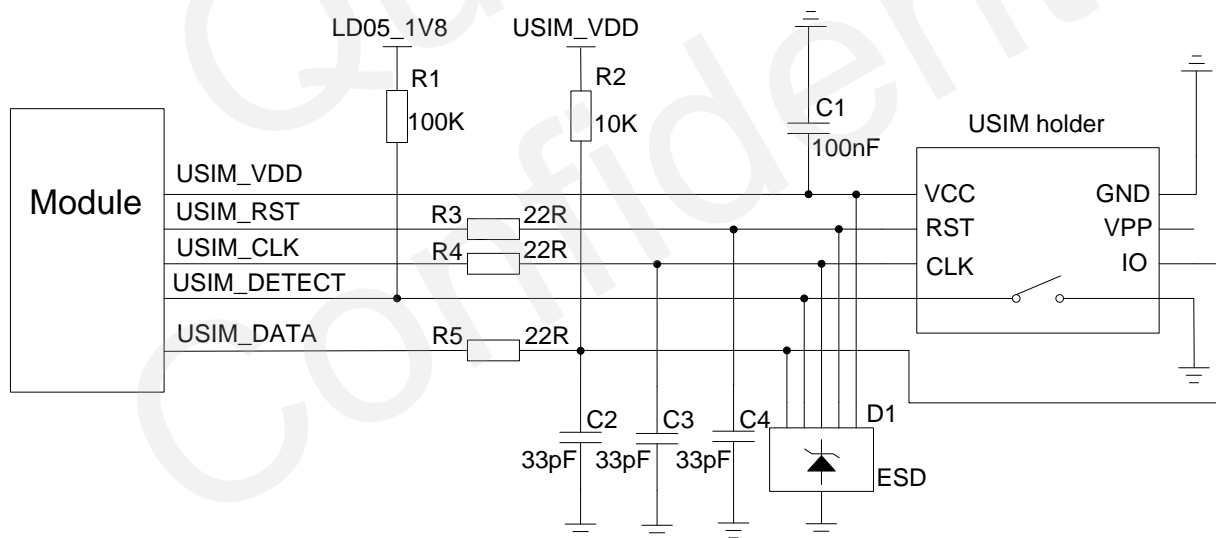 LD05_1V8
USIM_VDD
R1
100K
R2
10K
C1
100nF
USIM holder
Module
USIM_VDD
USIM_RST
USIM_CLK
USIM_DETECT
USIM_DATA
R3 22R
R4 22R
R5 22R
VCC
RST
CLK
GND
VPP
IO
C2
33pF
C3
33pF
C4
33pF
D1
ESD